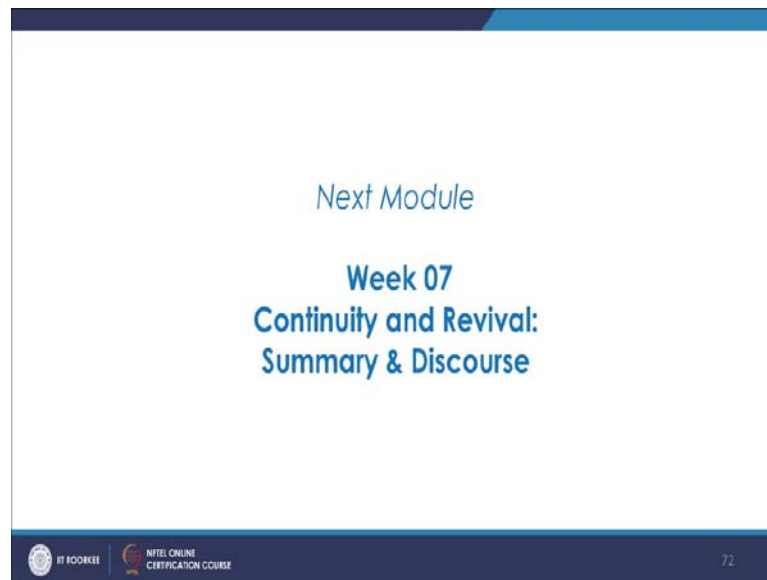 Next Module
Week 07
Continuity and Revival:
Summary & Discourse
IIT ROORKEE
NPTEL ONLINE
CERTIFICATION COURSE
72